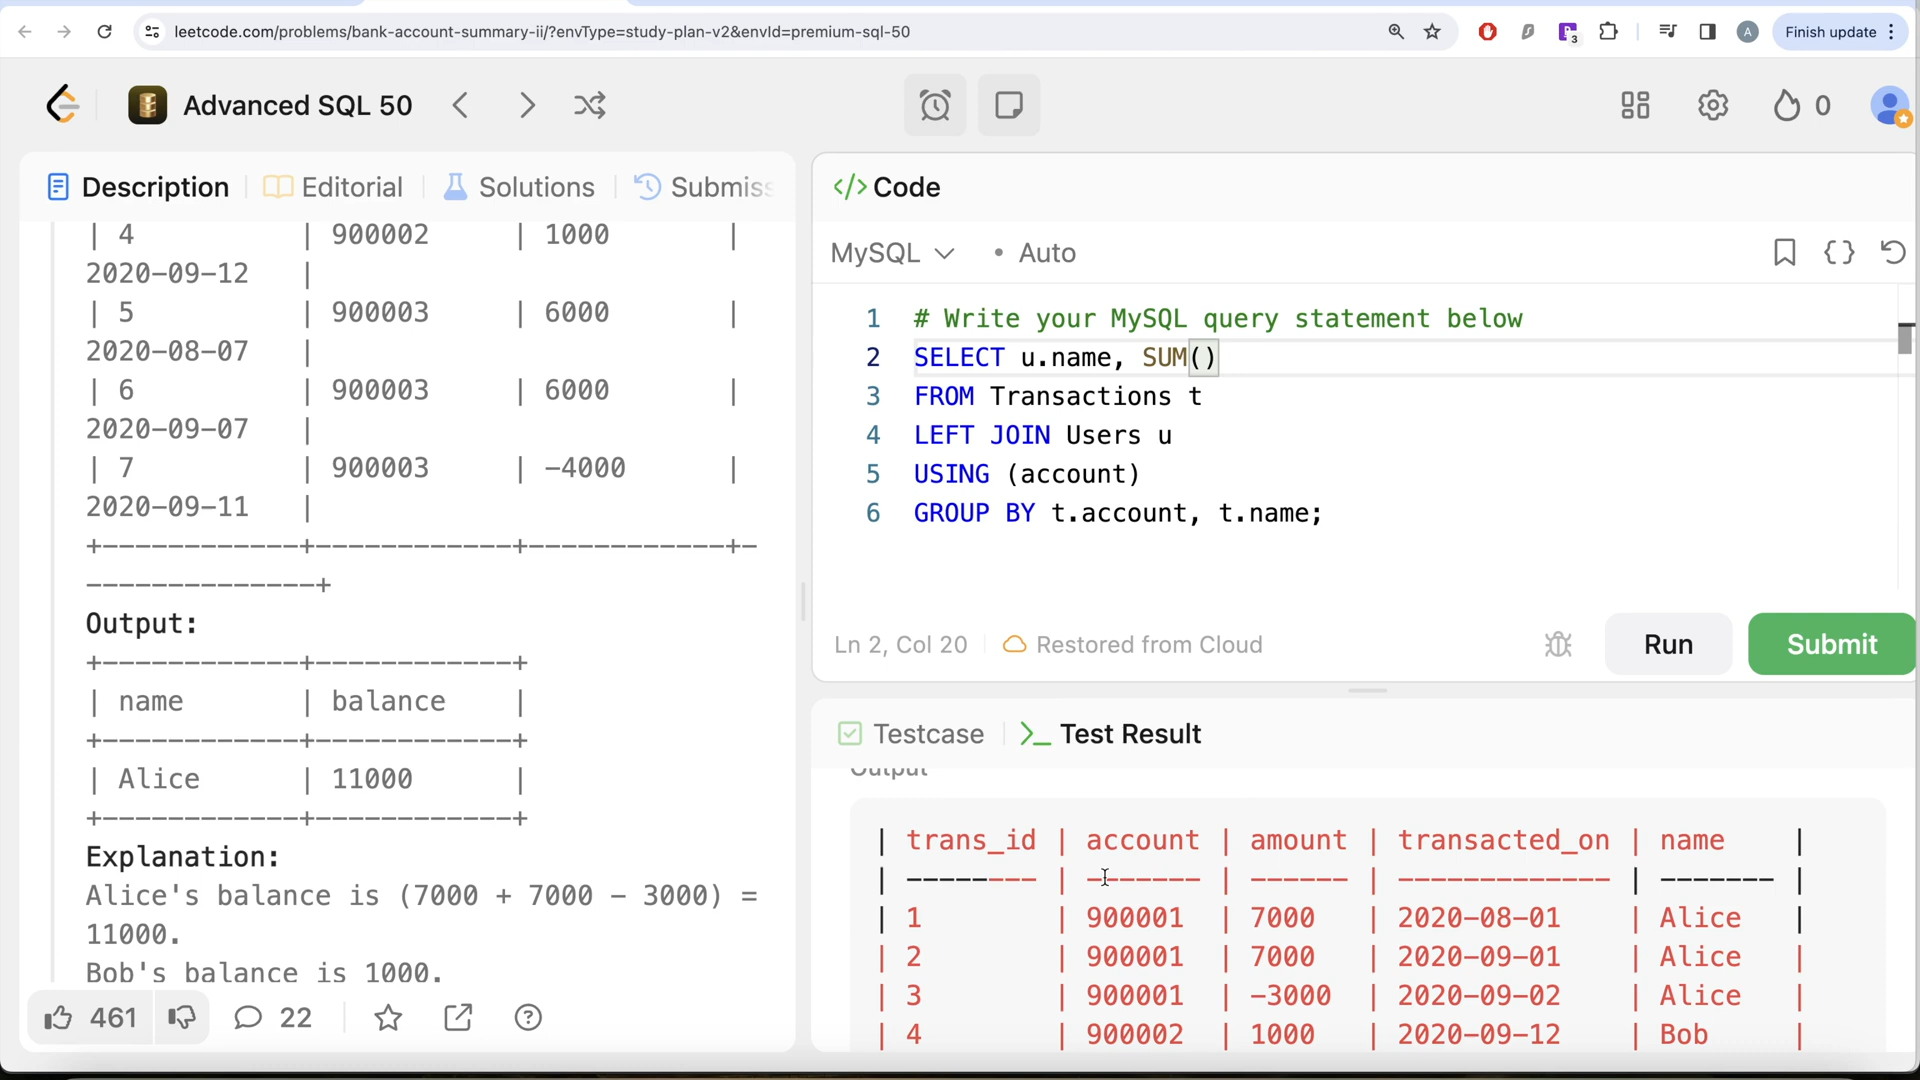 leetcode.com/problems/bank-account-summary-ii/?envType=study-plan-v2&envId=premium-sql-50
3
A
Finish update
Advanced SQL 50
0
Description
Editorial
Solutions
Submiss
| 4 | 900002 | 1000 |
2020-09-12 |
| 5 | 900003 | 6000 |
2020-08-07 |
| 6 | 900003 | 6000 |
2020-09-07 |
| 7 | 900003 | -4000 |
2020-09-11 |
+------------+------------+------------+-
--------------+
Output:
+------------+------------+
| name | balance |
+------------+------------+
| Alice | 11000 |
+------------+------------+
Explanation:
Alice's balance is (7000 + 7000 - 3000) =
11000.
Bob's balance is 1000.
461
22
</> Code
MySQL
• Auto
{}
1 # Write your MySQL query statement below
2 SELECT u.name, SUM()
3 FROM Transactions t
4 LEFT JOIN Users u
5 USING (account)
6 GROUP BY t.account, t.name;
Ln 2, Col 20
Restored from Cloud
Run
Submit
Testcase
>_ Test Result
Output
| trans_id | account | amount | transacted_on | name |
| -------- | ------- | ------ | ------------- | ------- |
| 1 | 900001 | 7000 | 2020-08-01 | Alice |
| 2 | 900001 | 7000 | 2020-09-01 | Alice |
| 3 | 900001 | -3000 | 2020-09-02 | Alice |
| 4 | 900002 | 1000 | 2020-09-12 | Bob |